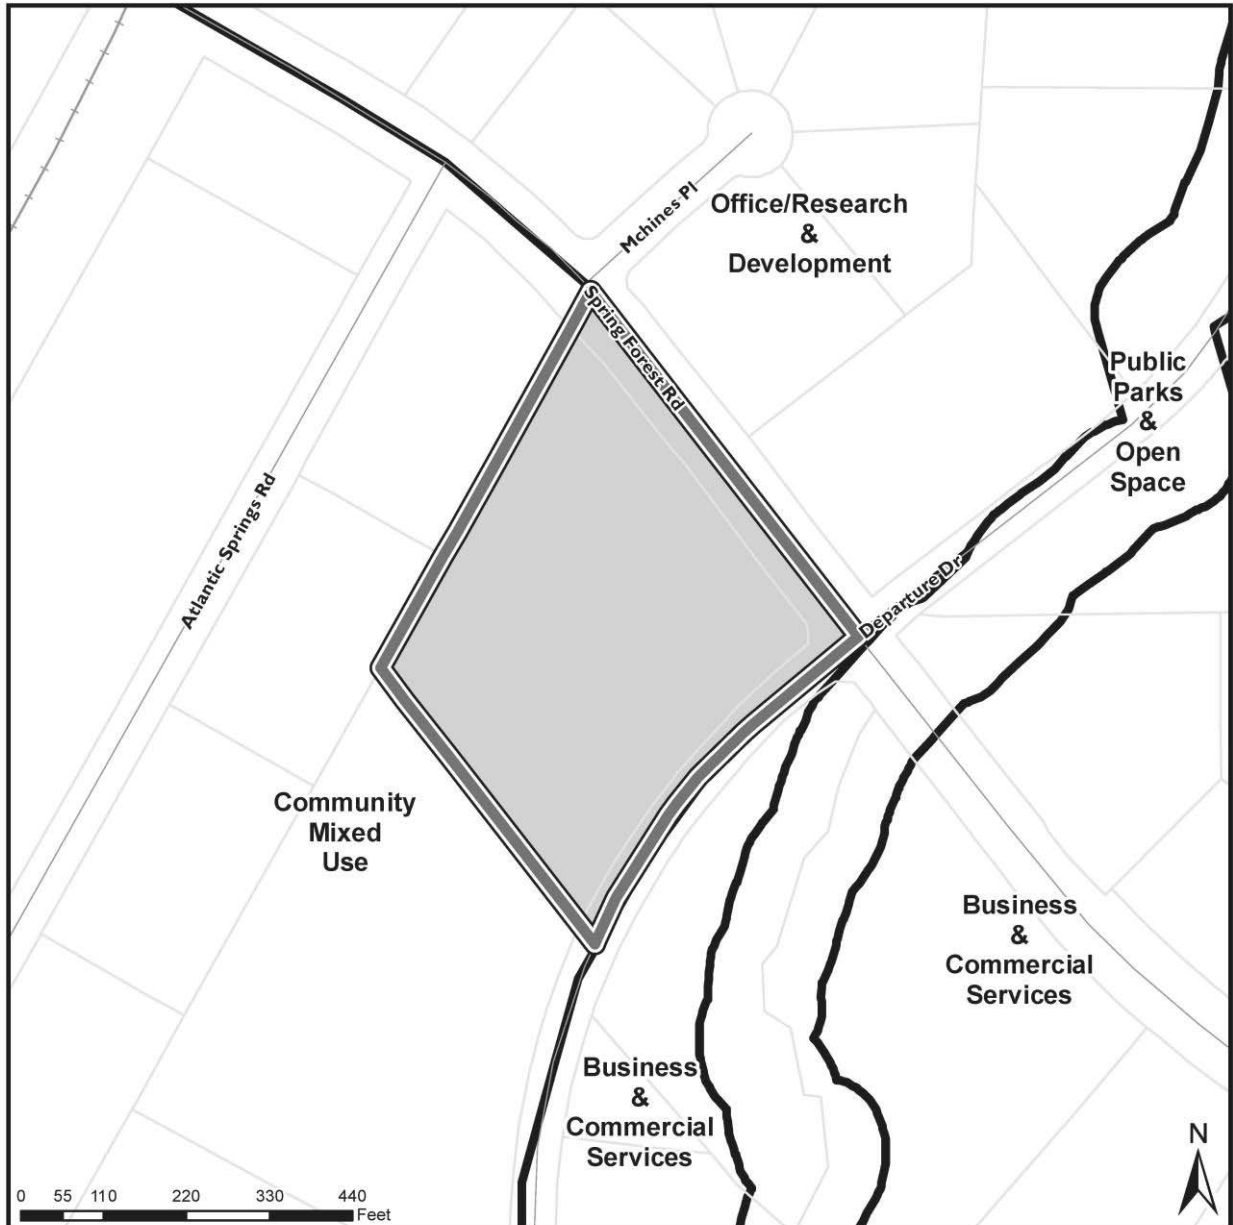 Mchines Pl
Office/Research
&
Development
Spring Forest Rd
Public
Parks
&
Open
Space
Atlantic Springs Rd
Departure Dr
Community
Mixed
Use
Business
&
Commercial
Services
Business
&
Commercial
Services
N
0 55 110 220 330 440
Feet